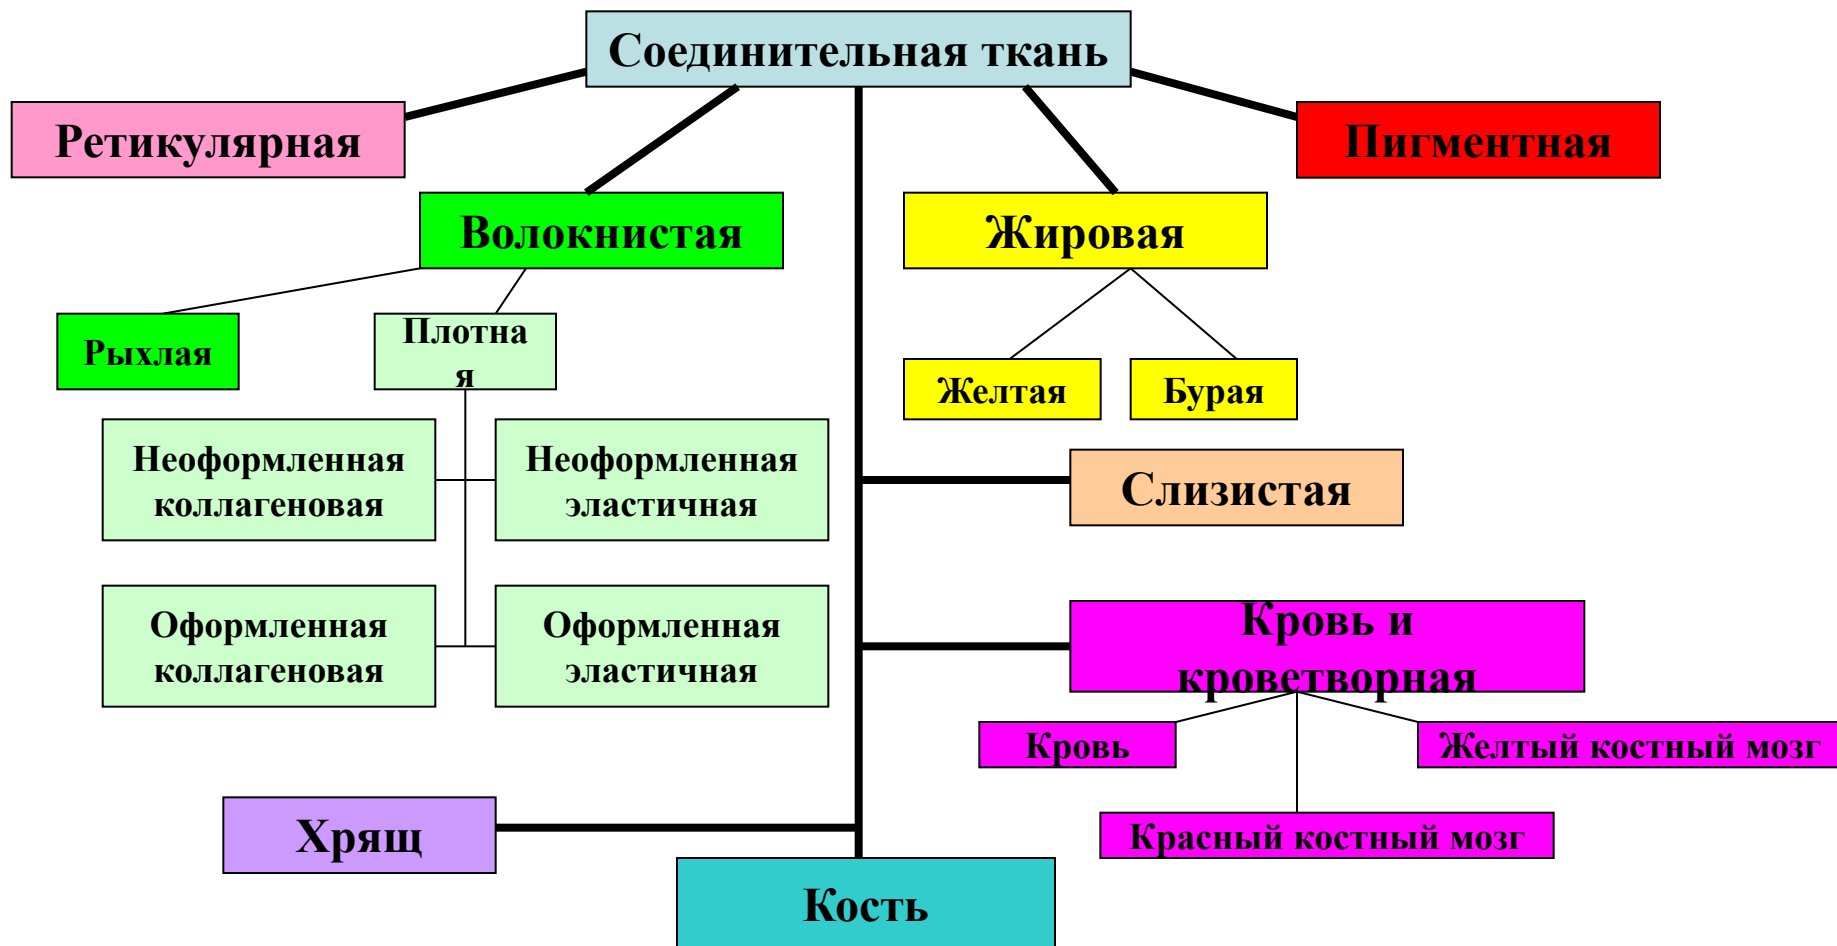 Соединительная ткань
Ретикулярная
Пигментная
Волокнистая
Жировая
Рыхлая
Плотна
я
Желтая
Бурая
Неоформленная
коллагеновая
Неоформленная
эластичная
Слизистая
Оформленная
коллагеновая
Оформленная
эластичная
Кровь и
кроветворная
Кровь
Желтый костный мозг
Красный костный мозг
Хрящ
Кость